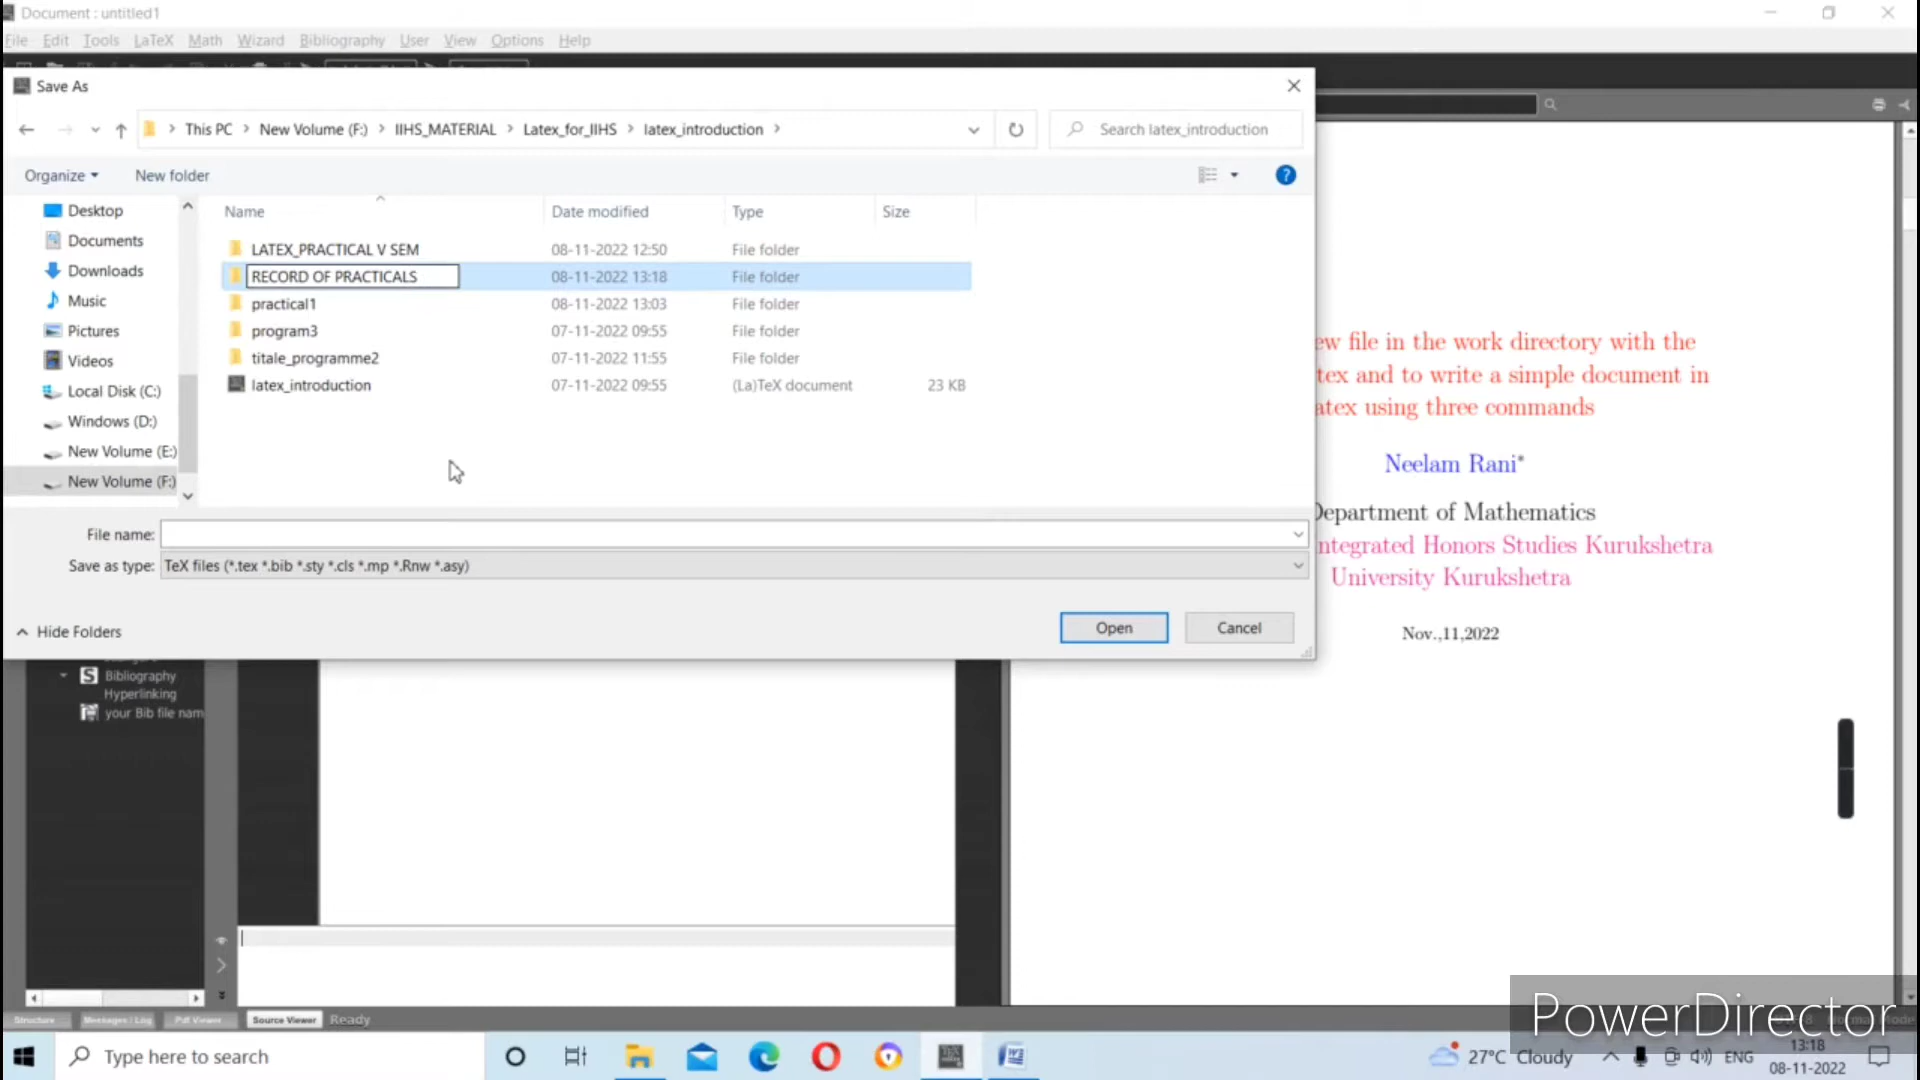 Document : untitled1
File Edit Tools LaTeX Math Wizard Bibliography User View Options Help
Save As
This PC > New Volume (F:) > IIHS_MATERIAL > Latex_for_IIHS > latex_introduction >
Search latex_introduction
Organize
New folder
Name Date modified Type Size
Desktop
Documents
Downloads
Music
Pictures
Videos
Local Disk (C:)
Windows (D:)
New Volume (E:)
New Volume (F:)
LATEX_PRACTICAL V SEM 08-11-2022 12:50 File folder
RECORD OF PRACTICALS 08-11-2022 13:18 File folder
practical1 08-11-2022 13:03 File folder
program3 07-11-2022 09:55 File folder
titale_programme2 07-11-2022 11:55 File folder
latex_introduction 07-11-2022 09:55 (La)TeX document 23 KB
File name:
Save as type: TeX files (*.tex *.bib *.sty *.cls *.mp *.Rnw *.asy)
Hide Folders
Open
Cancel
ew file in the work directory with the
tex and to write a simple document in
atex using three commands
Neelam Rani*
Department of Mathematics
ntegrated Honors Studies Kurukshetra
University Kurukshetra
Nov.,11,2022
Bibliography
Hyperlinking
your Bib file nam
Structure Messages / Log Pdf Viewer Source Viewer Ready
PowerDirector
Type here to search
27°C Cloudy
ENG
13:18
08-11-2022